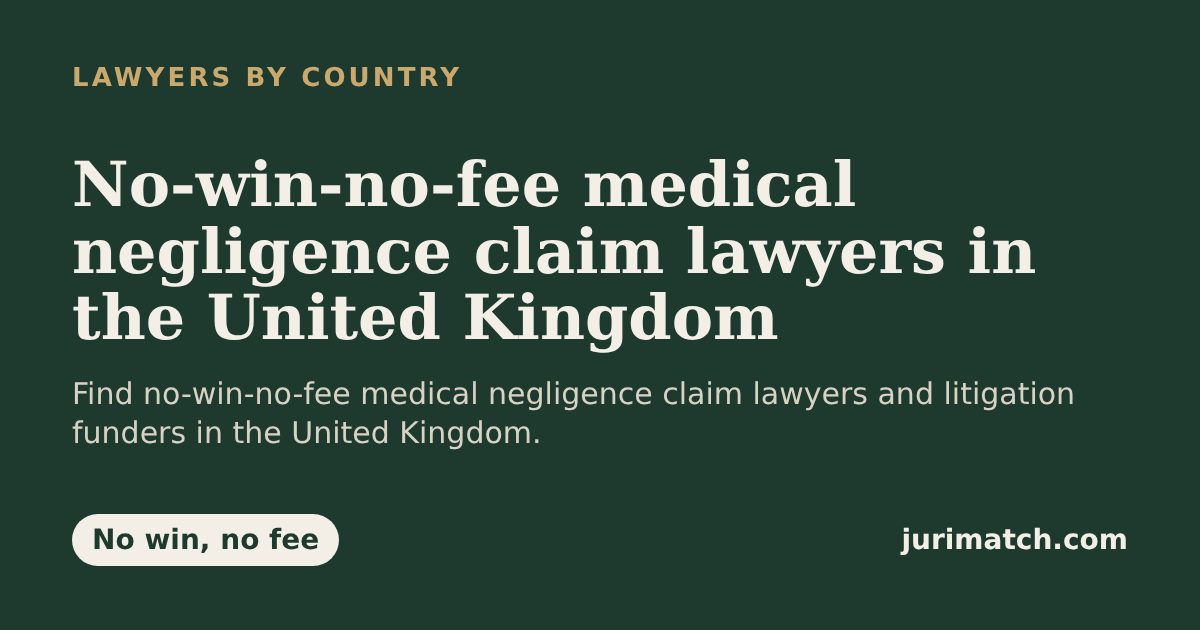 LAWYERS BY COUNTRY
No-win-no-fee medical
negligence claim lawyers in
the United Kingdom
Find no-win-no-fee medical negligence claim lawyers and litigation
funders in the United Kingdom.
No win, no fee
jurimatch.com